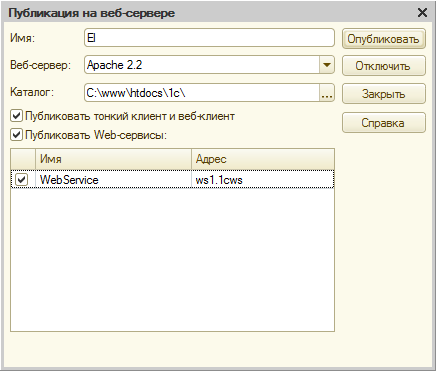 Публикация на веб-сервере
Имя: El Опубликовать
Веб-сервер: Apache 2.2 Отключить
Каталог: C:\www\htdocs\1c\ ... Закрыть
Публиковать тонкий клиент и веб-клиент Справка
Публиковать Web-сервисы:
Имя Адрес
WebService ws1.1cws